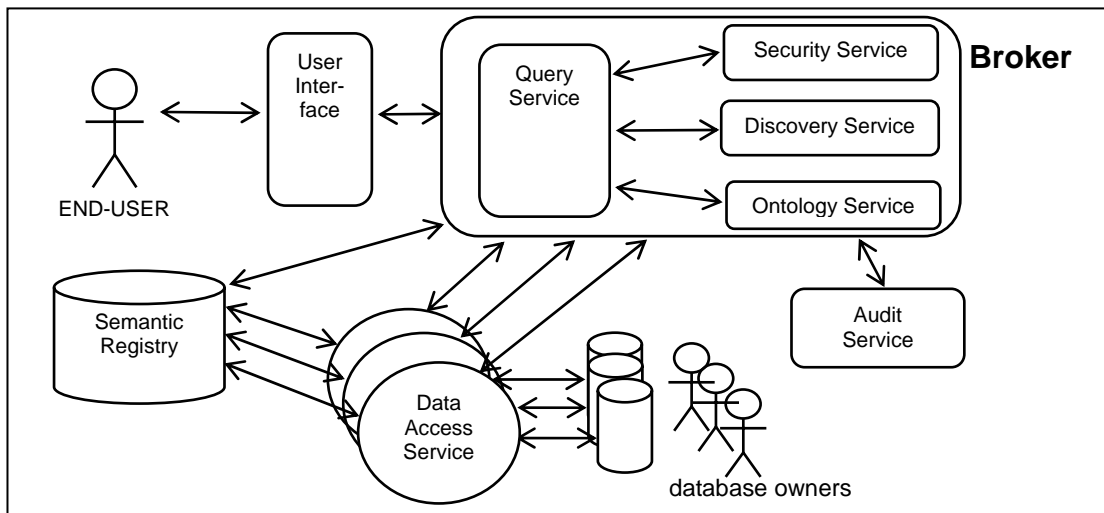 User
Inter-
face
Query
Service
Security Service
Broker
Discovery Service
Ontology Service
END-USER
Semantic
Registry
Audit
Service
Data
Access
Service
database owners